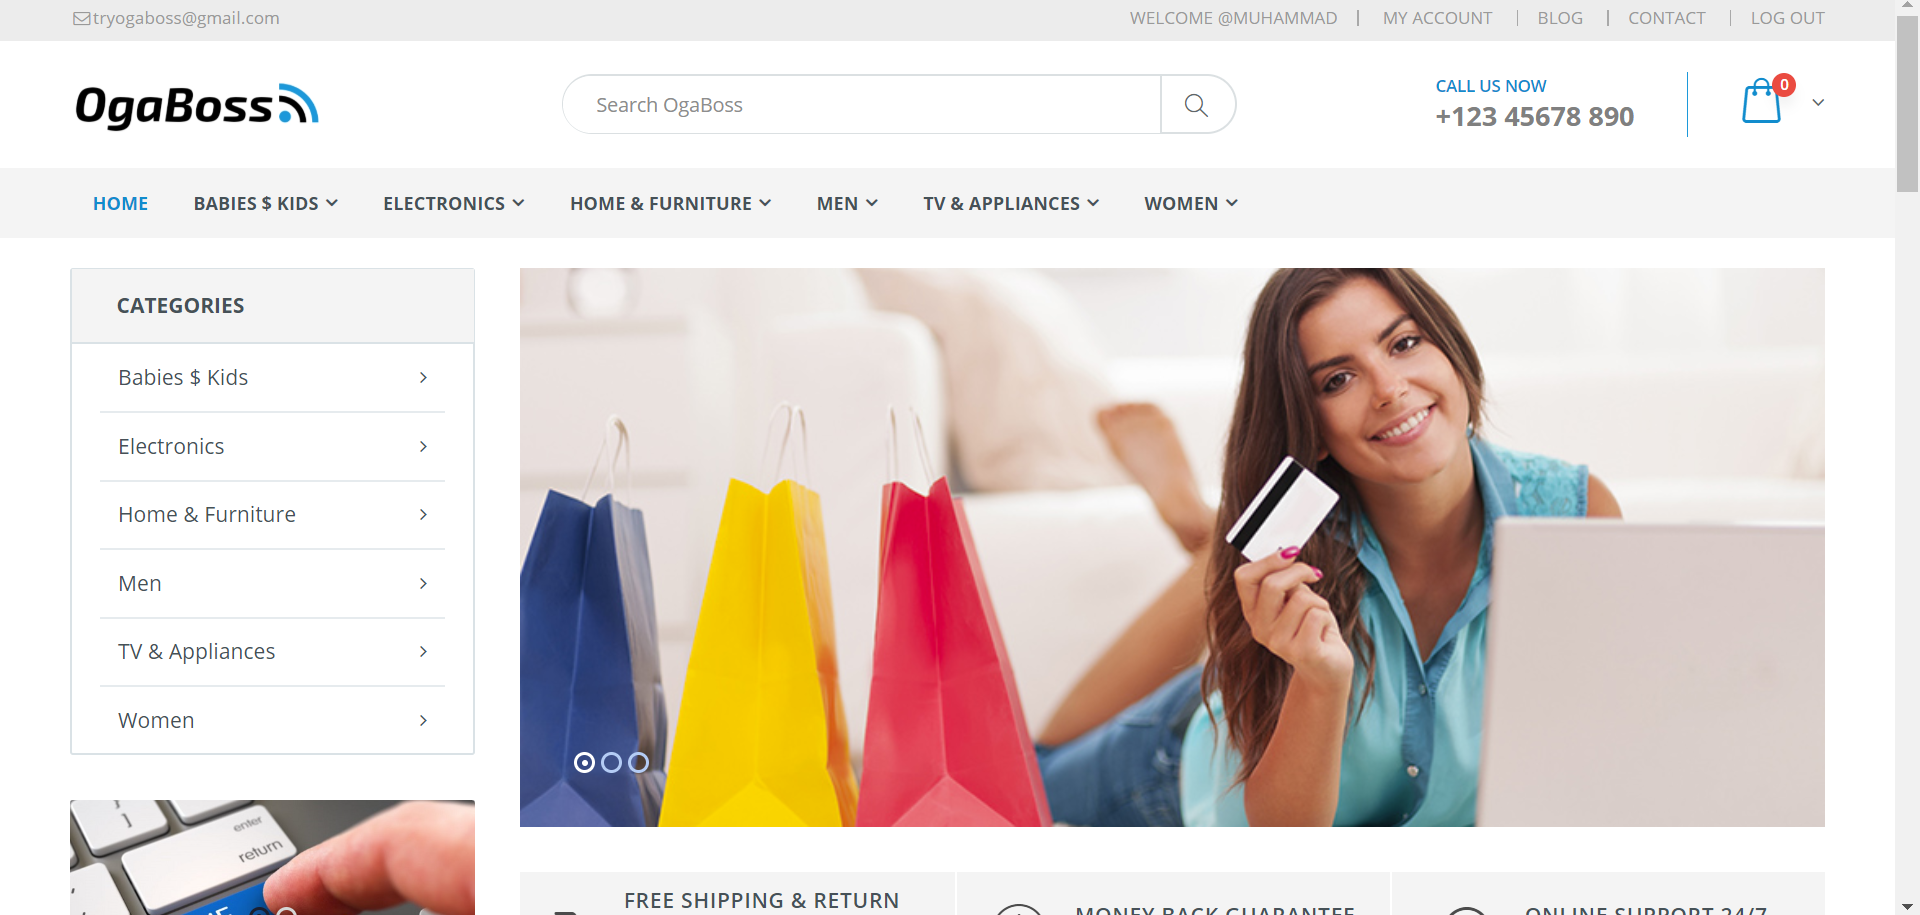 tryogaboss@gmail.com
WELCOME @MUHAMMAD
MY ACCOUNT
BLOG
CONTACT
LOG OUT
OgaBoss
Search OgaBoss
CALL US NOW
+123 45678 890
0
HOME
BABIES $ KIDS
ELECTRONICS
HOME & FURNITURE
MEN
TV & APPLIANCES
WOMEN
CATEGORIES
Babies $ Kids
Electronics
Home & Furniture
Men
TV & Appliances
Women
enter
return
FREE SHIPPING & RETURN
MONEY BACK GUARANTEE
ONLINE SUPPORT 24/7